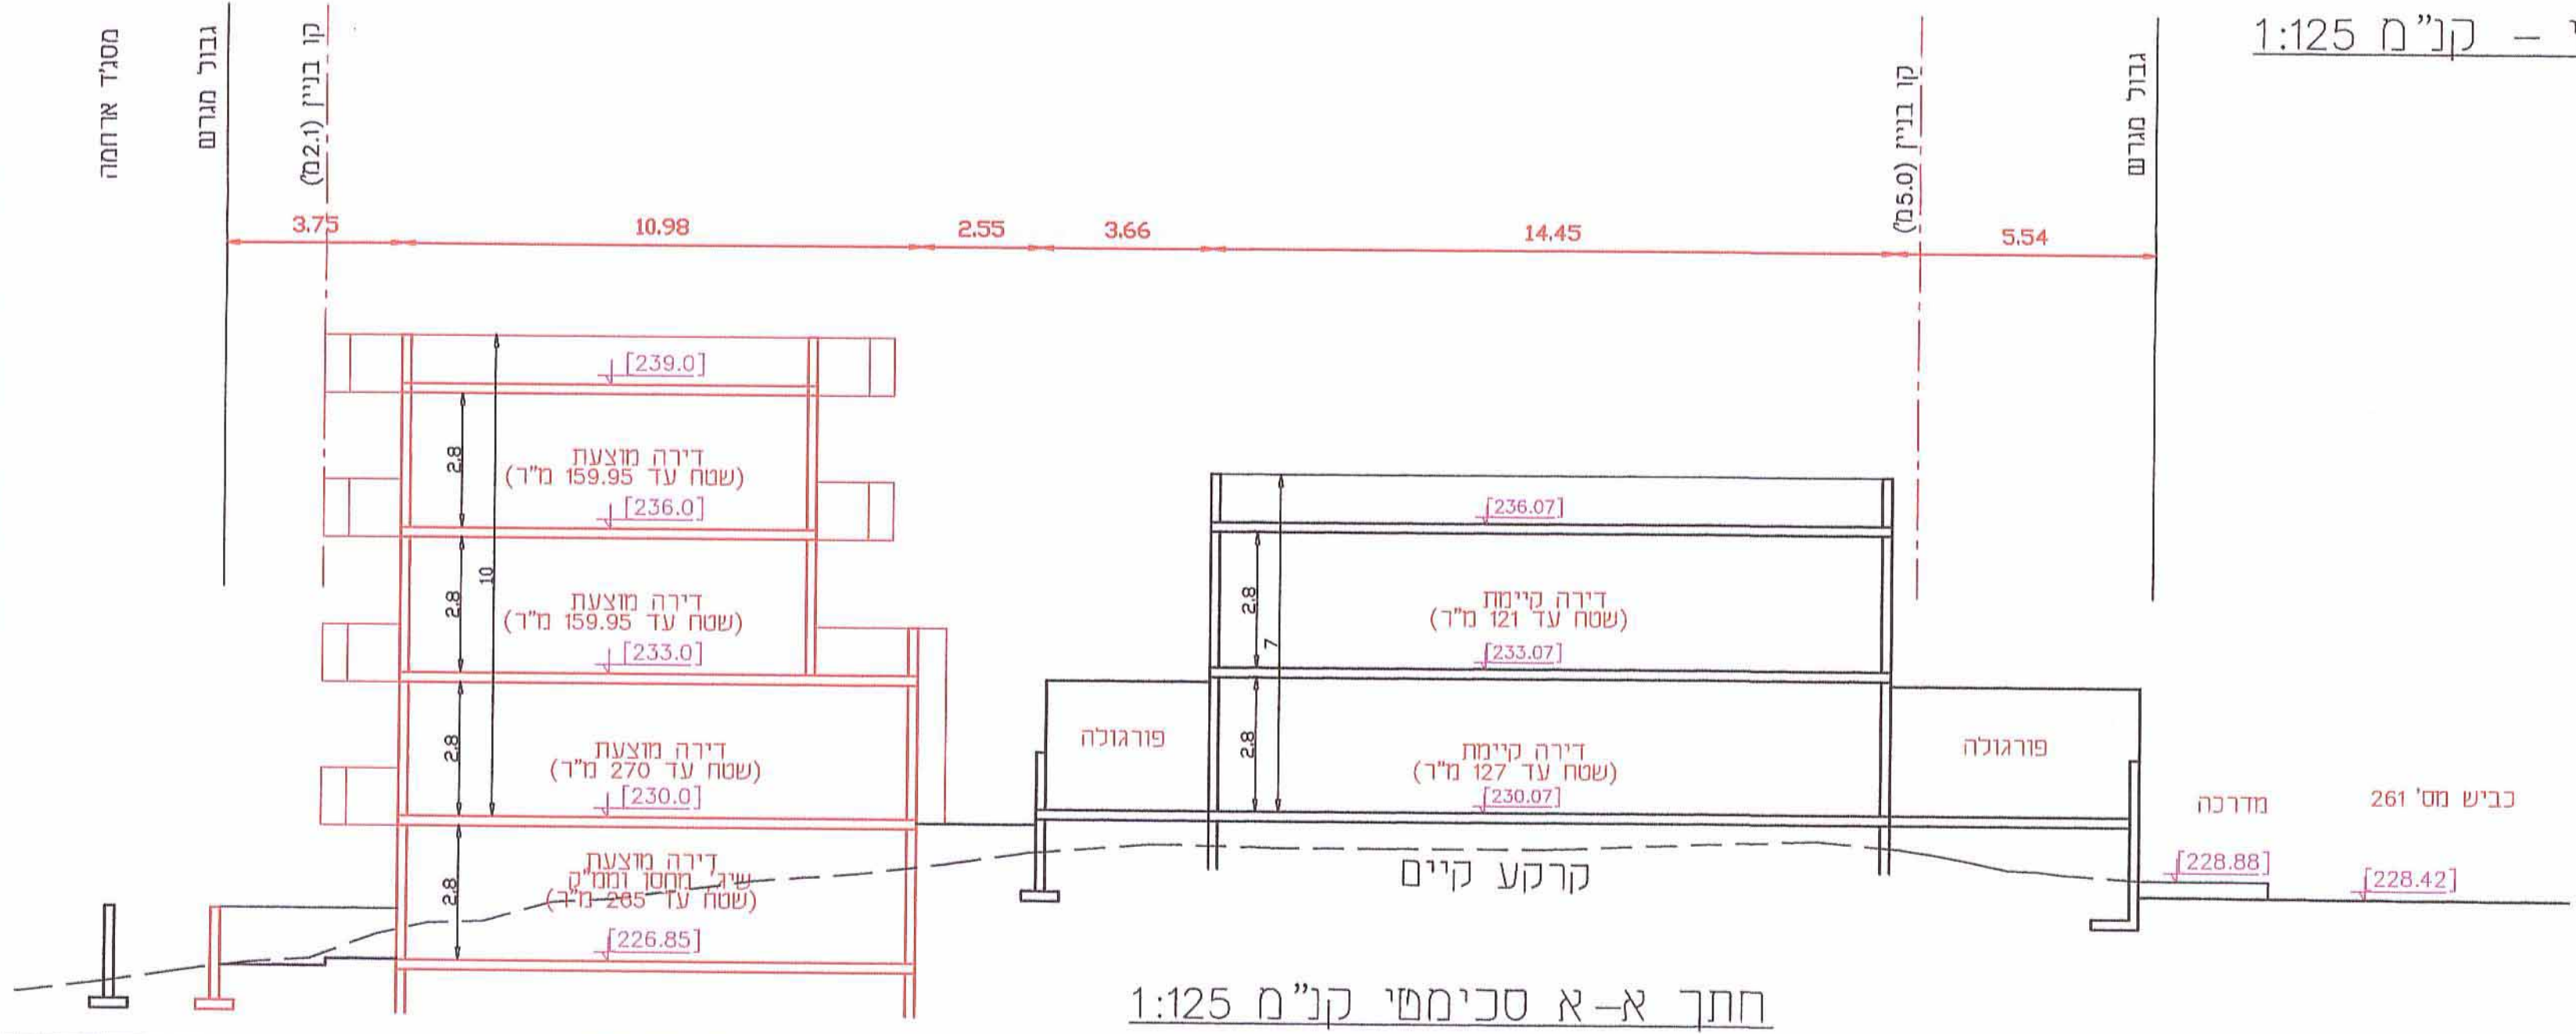 קנ"מ 1:125
מסג'ד ארחמה
גבול מגרש
קו בניין (2.1מ')
קו בניין (5.0מ')
גבול מגרש
3.75
10.98
2.55
3.66
14.45
5.54
[239.0]
2.8
דירה מוצעת
(שטח עד 159.95 מ"ר)
[236.0]
10
2.8
דירה מוצעת
(שטח עד 159.95 מ"ר)
[233.0]
2.8
דירה מוצעת
(שטח עד 270 מ"ר)
[230.0]
2.8
דירה מוצעת
שיג' מחסן וממ"ק
(שטח עד 265 מ"ר)
[226.85]
[236.07]
2.8
7
דירה קיימת
(שטח עד 121 מ"ר)
[233.07]
2.8
דירה קיימת
(שטח עד 127 מ"ר)
[230.07]
פורגולה
פורגולה
קרקע קיים
מדרכה
כביש מס' 261
[228.88]
[228.42]
חתך א-א סכימטי קנ"מ 1:125